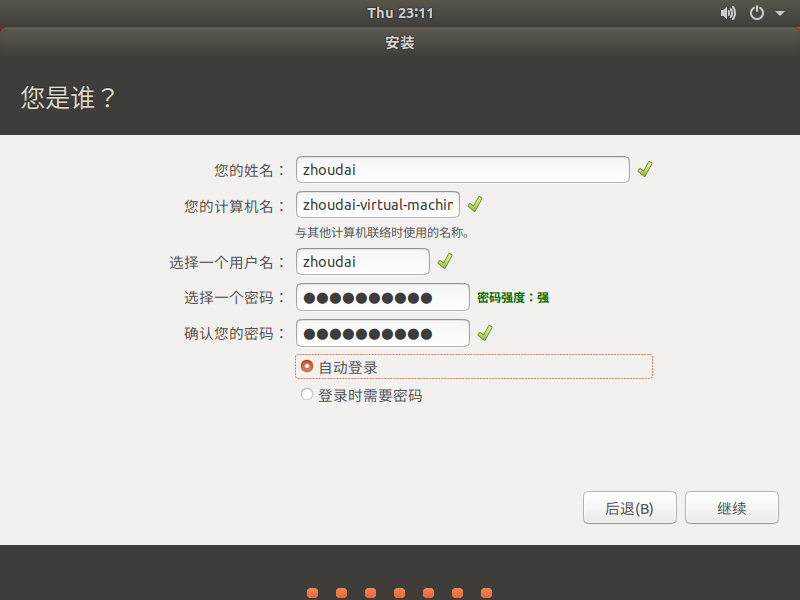 Thu 23:11
安装
您是谁？
您的姓名： zhoudai
您的计算机名： zhoudai-virtual-machin
与其他计算机联络时使用的名称。
选择一个用户名： zhoudai
选择一个密码： ●●●●●●●●●● 密码强度：强
确认您的密码： ●●●●●●●●●●
自动登录
登录时需要密码
后退(B) 继续